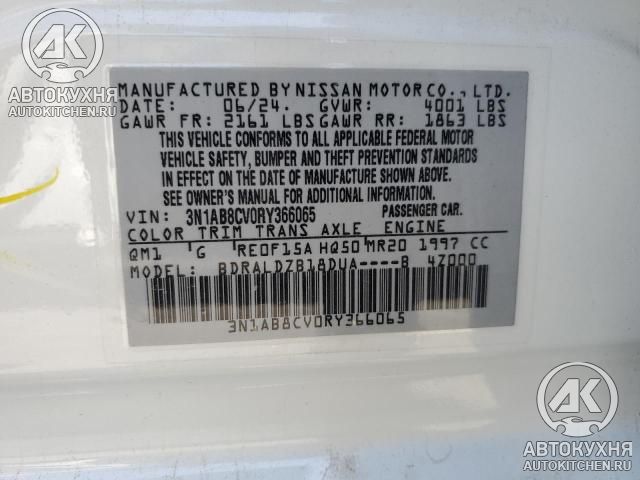 АВТОКУХНЯ
AUTOKITCHEN.RU
MANUFACTURED BY NISSAN MOTOR CO., LTD.
DATE: 06/24. GVWR: 4001 LBS
GAWR FR: 2161 LBS GAWR RR: 1863 LBS
THIS VEHICLE CONFORMS TO ALL APPLICABLE FEDERAL MOTOR
VEHICLE SAFETY, BUMPER AND THEFT PREVENTION STANDARDS
IN EFFECT ON THE DATE OF MANUFACTURE SHOWN ABOVE.
SEE OWNER'S MANUAL FOR ADDITIONAL INFORMATION
VIN: 3N1AB8CV0RY366065 PASSENGER CAR.
COLOR TRIM TRANS AXLE ENGINE
QM1 G RE0F15A HQ50 MR20 1997 CC
MODEL: BDRALDZB18DUA----B 4Z000
3N1AB8CV0RY366065
АК
АВТОКУХНЯ
AUTOKITCHEN.RU